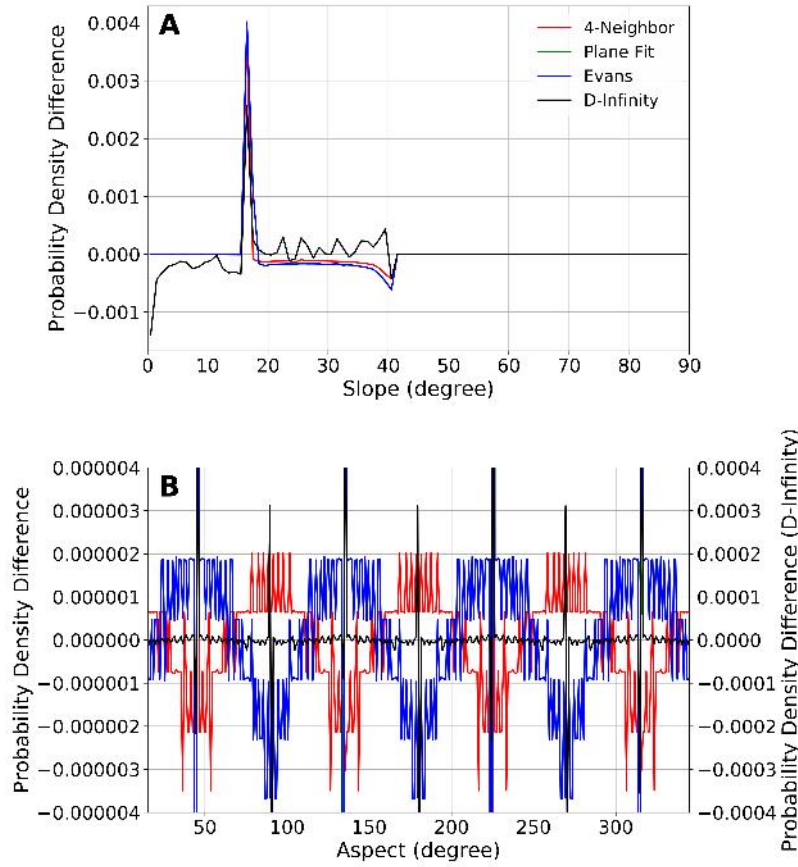 A
4-Neighbor
Plane Fit
Evans
D-Infinity
Probability Density Difference
0.004
0.003
0.002
0.001
0.000
−0.001
0 10 20 30 40 50 60 70 80 90
Slope (degree)
B
Probability Density Difference
0.000004
0.000003
0.000002
0.000001
0.000000
−0.000001
−0.000002
−0.000003
−0.000004
0.0004
0.0003
0.0002
0.0001
0.0000
−0.0001
−0.0002
−0.0003
−0.0004
Probability Density Difference (D-Infinity)
50 100 150 200 250 300
Aspect (degree)